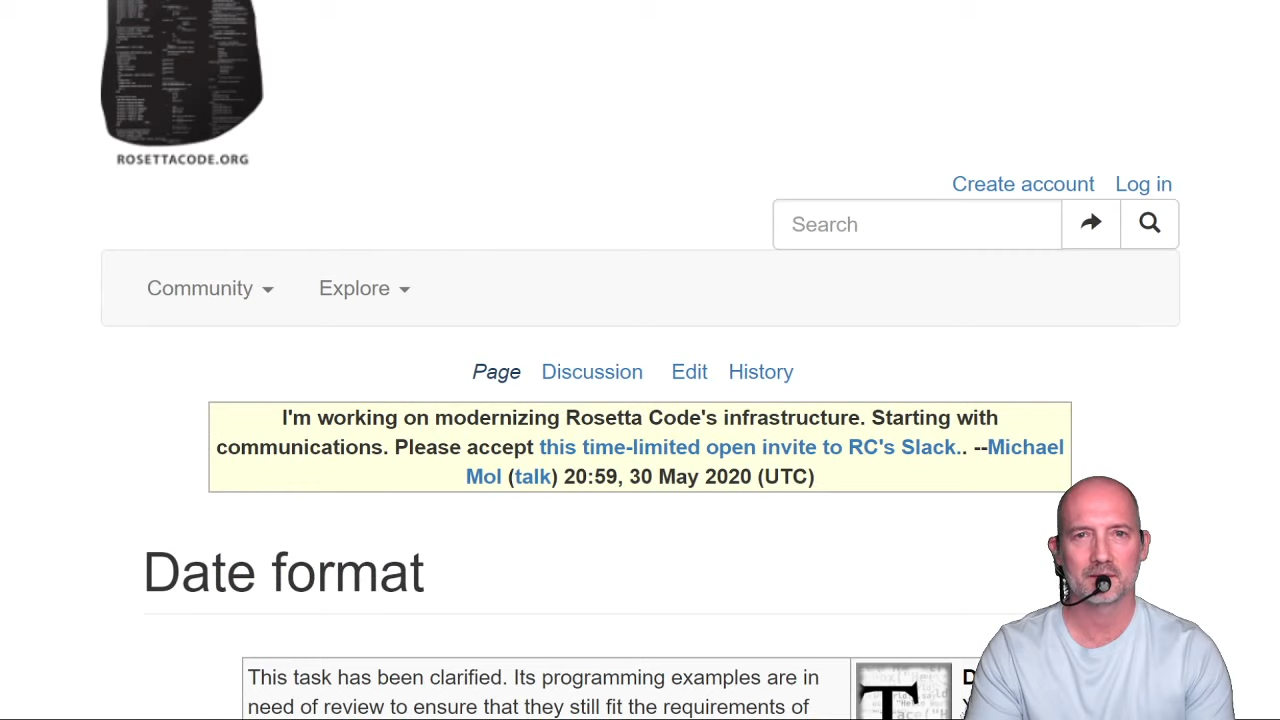 ROSETTACODE.ORG
Create account Log in
Search
Community Explore
Page Discussion Edit History
I'm working on modernizing Rosetta Code's infrastructure. Starting with
communications. Please accept this time-limited open invite to RC's Slack.. --Michael
Mol (talk) 20:59, 30 May 2020 (UTC)
Date format
This task has been clarified. Its programming examples are in
need of review to ensure that they still fit the requirements of